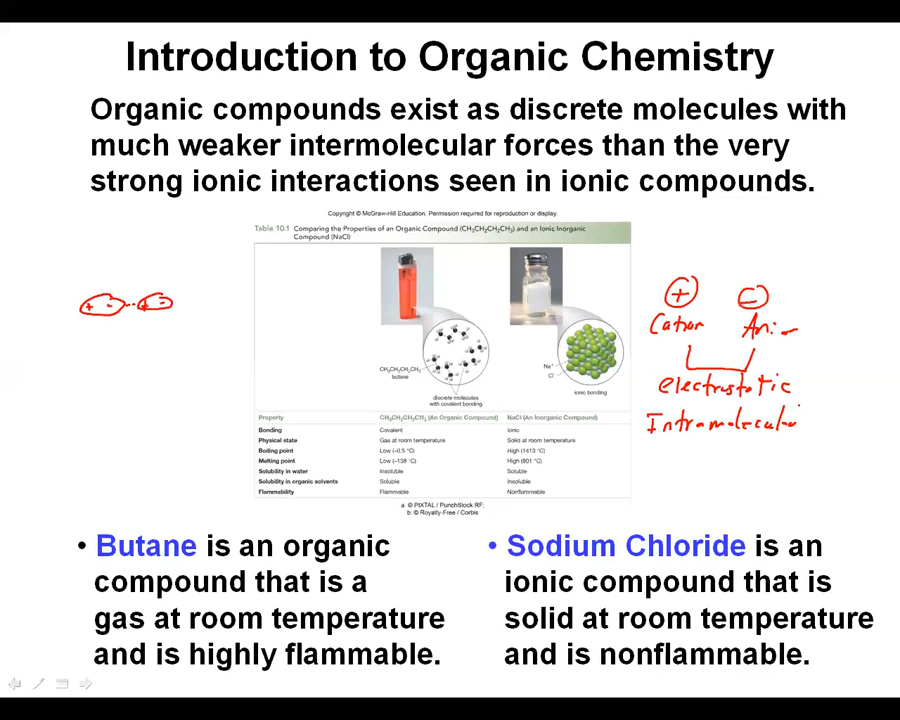 Introduction to Organic Chemistry
Organic compounds exist as discrete molecules with
much weaker intermolecular forces than the very
strong ionic interactions seen in ionic compounds.
Copyright © McGraw-Hill Education. Permission required for reproduction or display.
Table 10.1 Comparing the Properties of an Organic Compound (CH₃CH₂CH₂CH₃) and an Ionic Inorganic
Compound (NaCl)
+ - + -
+ −
Cation Ani
CH₃CH₂CH₂CH₃
butane
discrete molecules
with covalent bonding
Na⁺
Cl⁻
ionic bonding
electrostatic
Intramolecular
Property CH₃CH₂CH₂CH₃ (An Organic Compound) NaCl (An Inorganic Compound)
Bonding Covalent Ionic
Physical state Gas at room temperature Solid at room temperature
Boiling point Low (–0.5 °C) High (1413 °C)
Melting point Low (–138 °C) High (801 °C)
Solubility in water Insoluble Soluble
Solubility in organic solvents Soluble Insoluble
Flammability Flammable Nonflammable
a: © PIXTAL / PunchStock RF;
b: © Royalty-Free / Corbis
• Butane is an organic
compound that is a
gas at room temperature
and is highly flammable.
• Sodium Chloride is an
ionic compound that is
solid at room temperature
and is nonflammable.